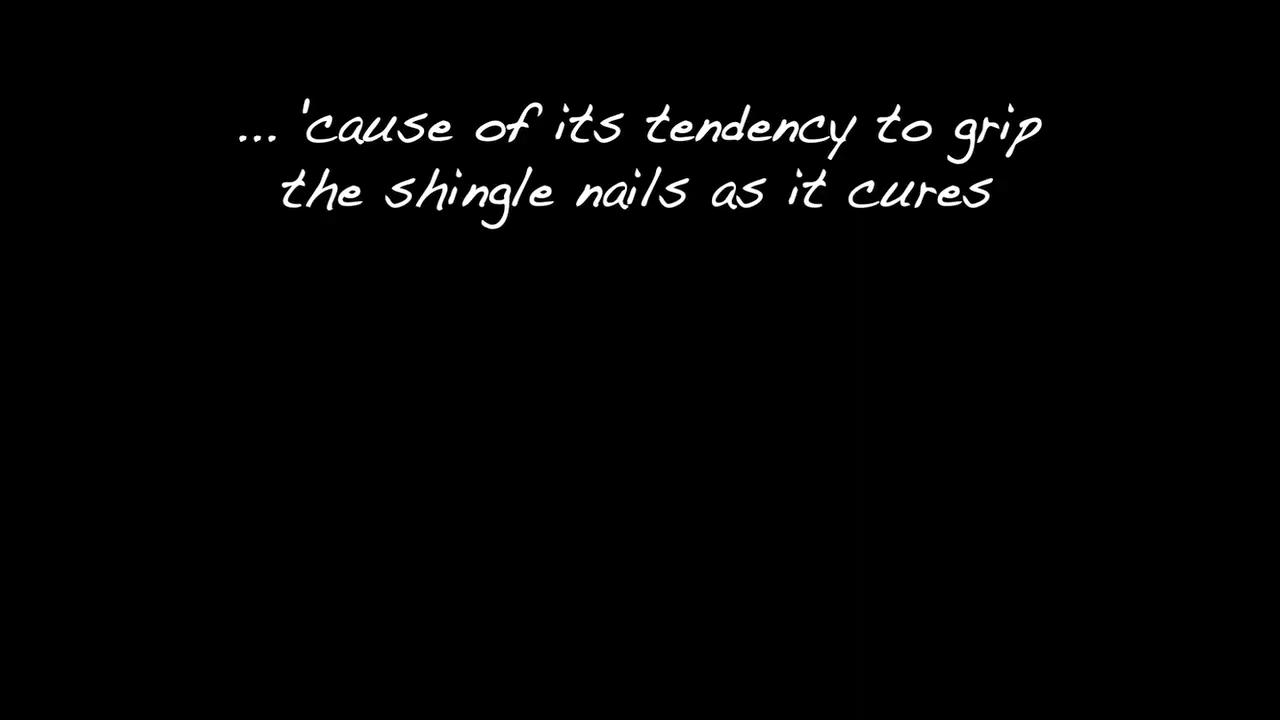 ... 'cause of its tendency to grip
the shingle nails as it cures